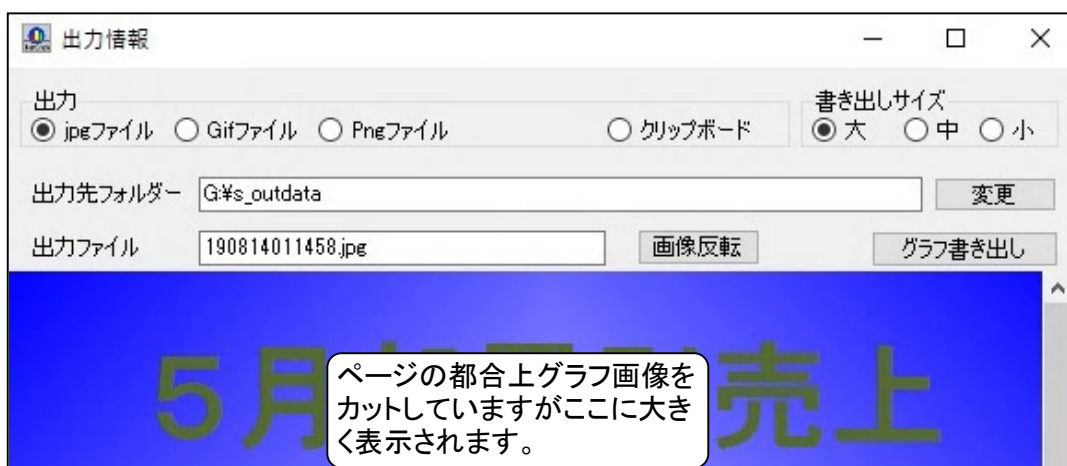 出力情報
出力
書き出しサイズ
jpgファイル Gifファイル Pngファイル クリップボード 大 中 小
出力先フォルダー G:¥s_outdata 変更
出力ファイル 190814011458.jpg 画像反転 グラフ書き出し
5月 売上
ページの都合上グラフ画像を
カットしていますがここに大き
く表示されます。